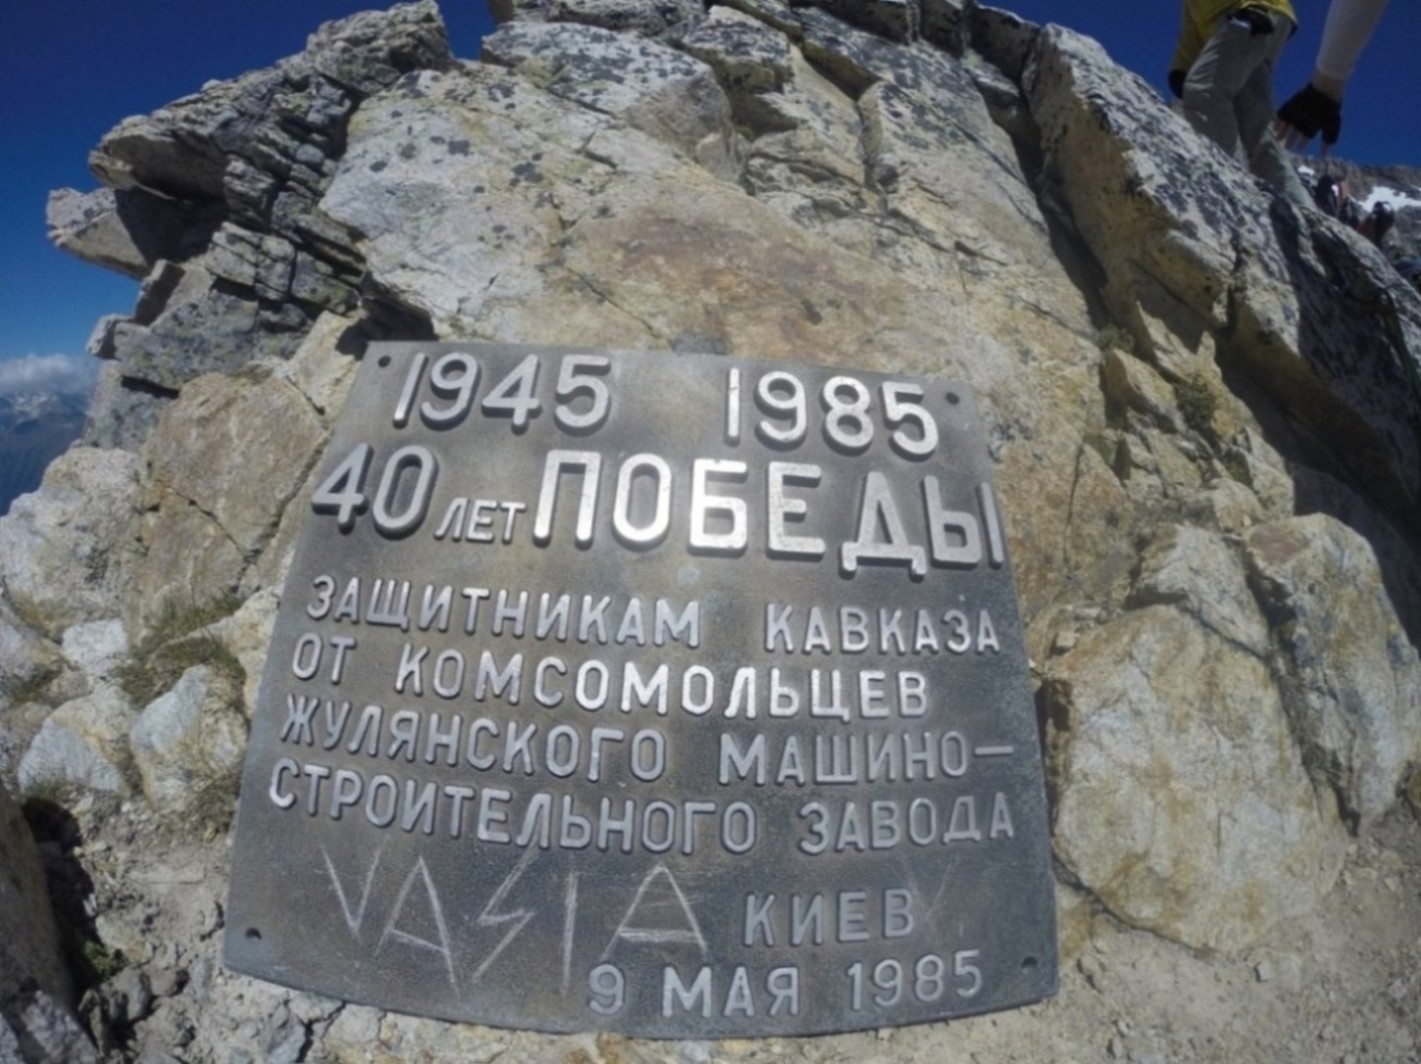 1945 1985
40 ЛЕТ ПОБЕДЫ
ЗАЩИТНИКАМ КАВКАЗА
ОТ КОМСОМОЛЬЦЕВ
ЖУЛЯНСКОГО МАШИНО-
СТРОИТЕЛЬНОГО ЗАВОДА
VASIA КИЕВ
9 МАЯ 1985